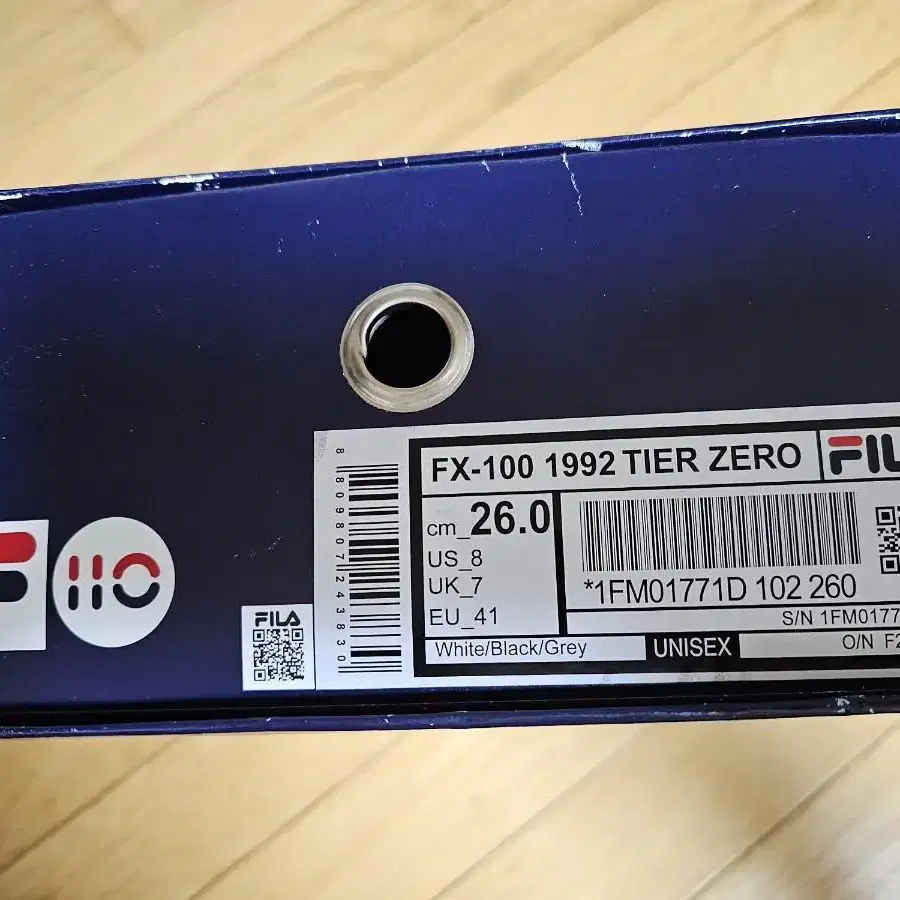 110
FILA
8 809807 243830
FX-100 1992 TIER ZERO
FIL
cm_26.0
US_8
UK_7
EU_41
*1FM01771D 102 260
S/N 1FM0177
White/Black/Grey
UNISEX
O/N F2